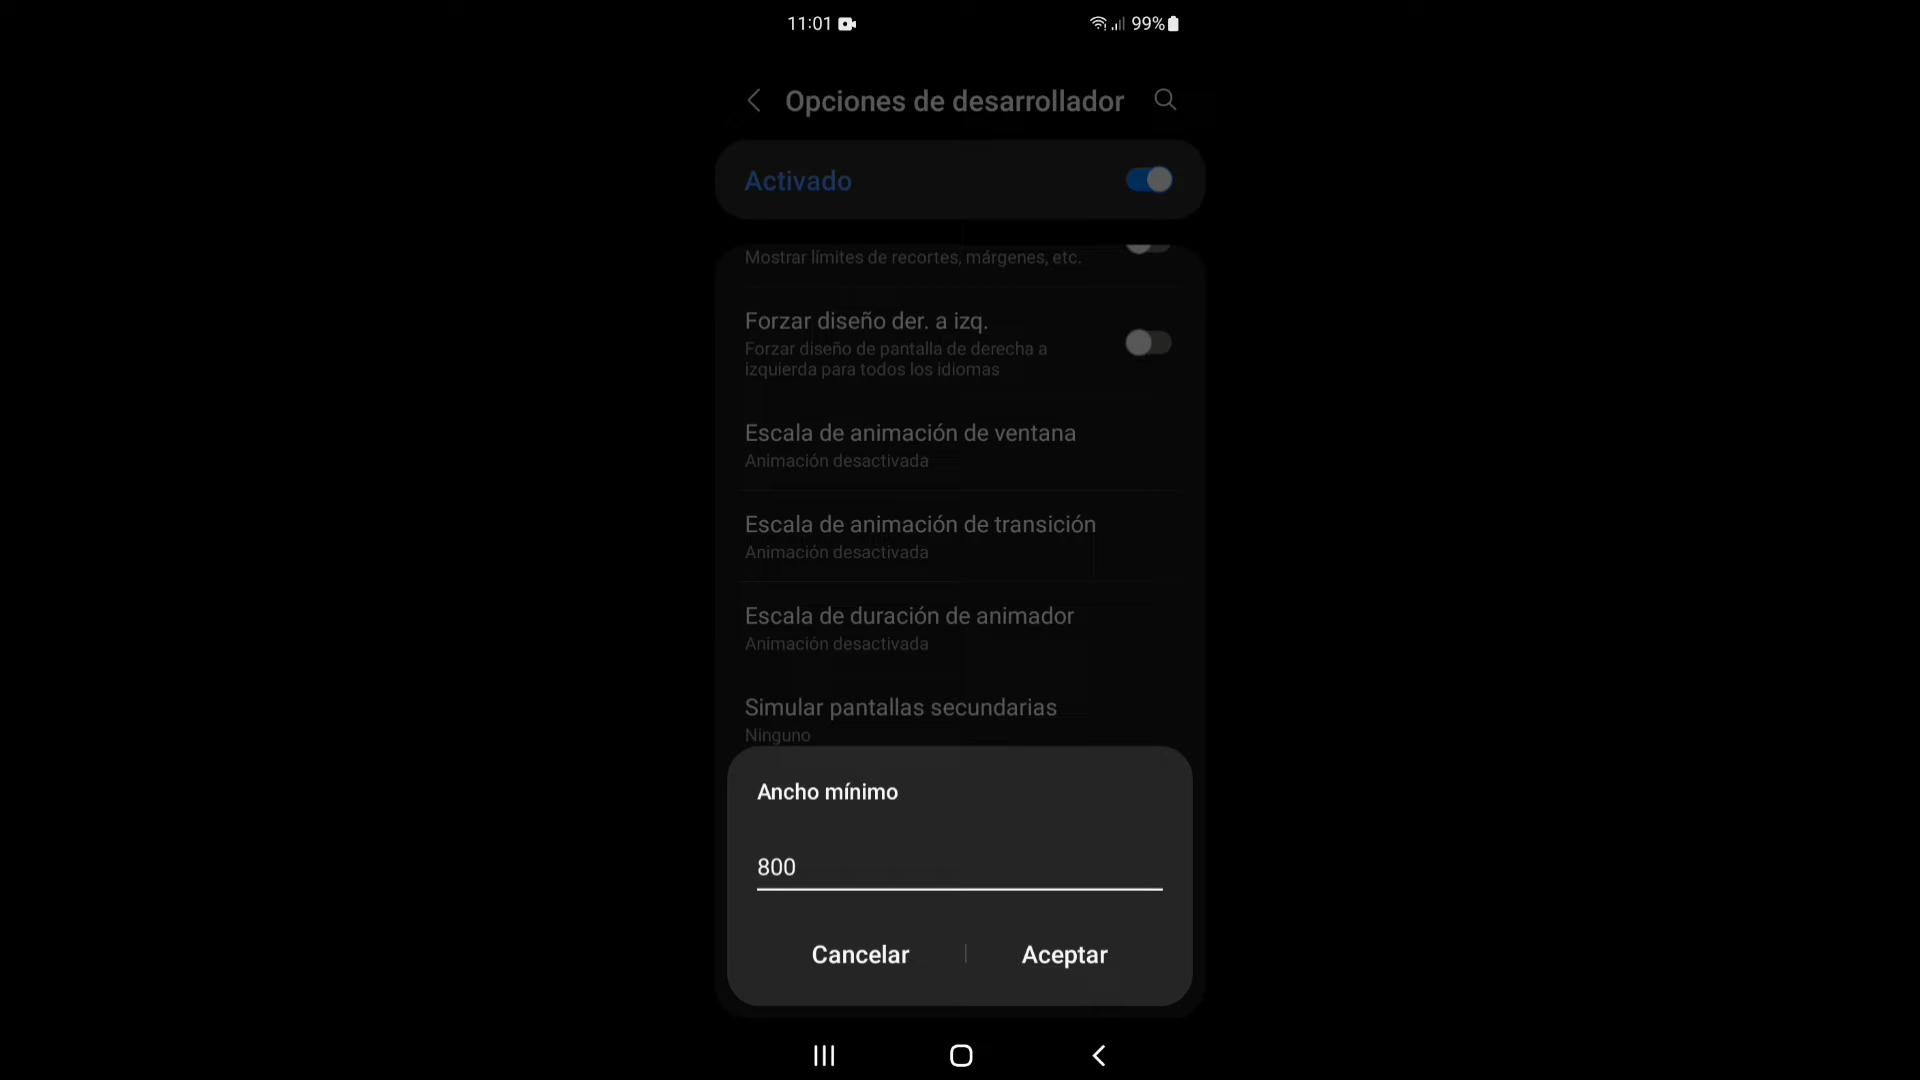 11:01
99%
Opciones de desarrollador
Activado
Mostrar límites de recortes, márgenes, etc.
Forzar diseño der. a izq.
Forzar diseño de pantalla de derecha a
izquierda para todos los idiomas
Escala de animación de ventana
Animación desactivada
Escala de animación de transición
Animación desactivada
Escala de duración de animador
Animación desactivada
Simular pantallas secundarias
Ninguno
Ancho mínimo
800
Cancelar
Aceptar